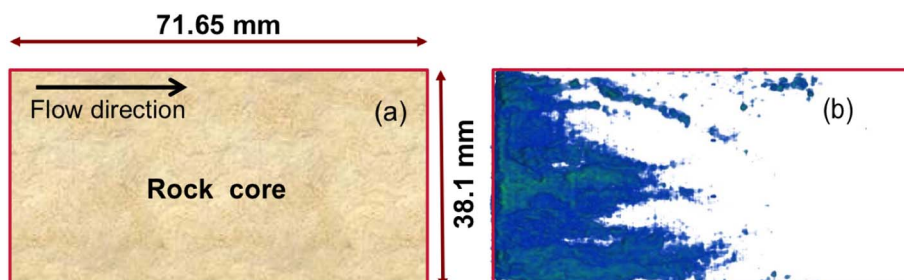 71.65 mm
Flow direction
(a)
Rock core
38.1 mm
(b)